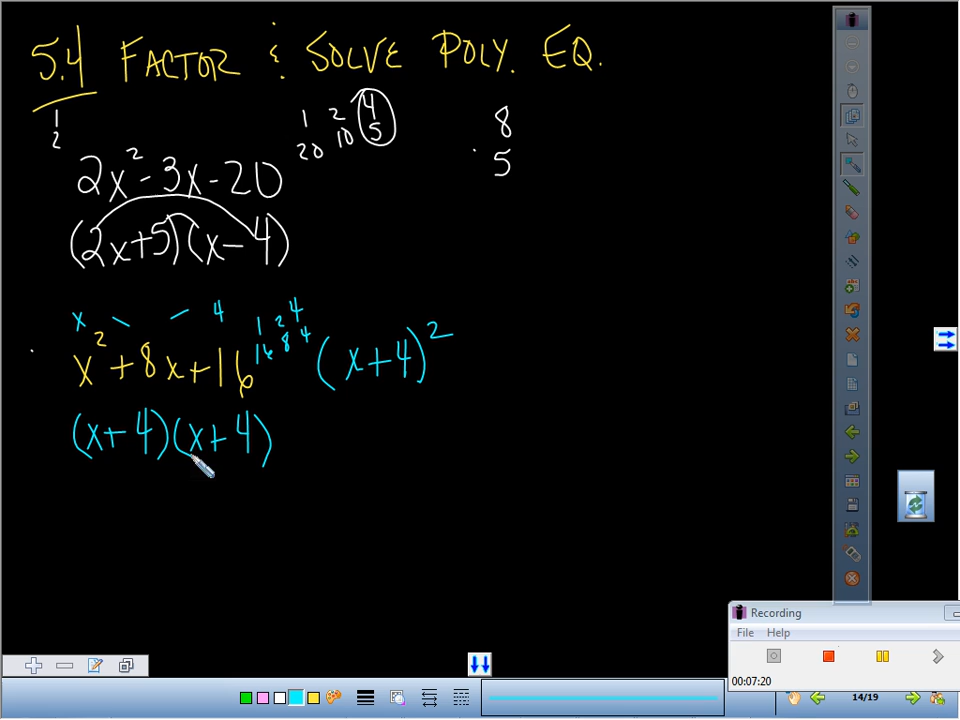 5.4 FACTOR & SOLVE POLY. EQ.
1
2
1 2 4
20 10 5
8
5
2x² - 3x - 20
(2x+5)(x-4)
x 4
1 2 4
16 8 4
x² + 8x + 16
(x+4)²
(x+4)(x+4)
Recording
File Help
00:07:20
14/19